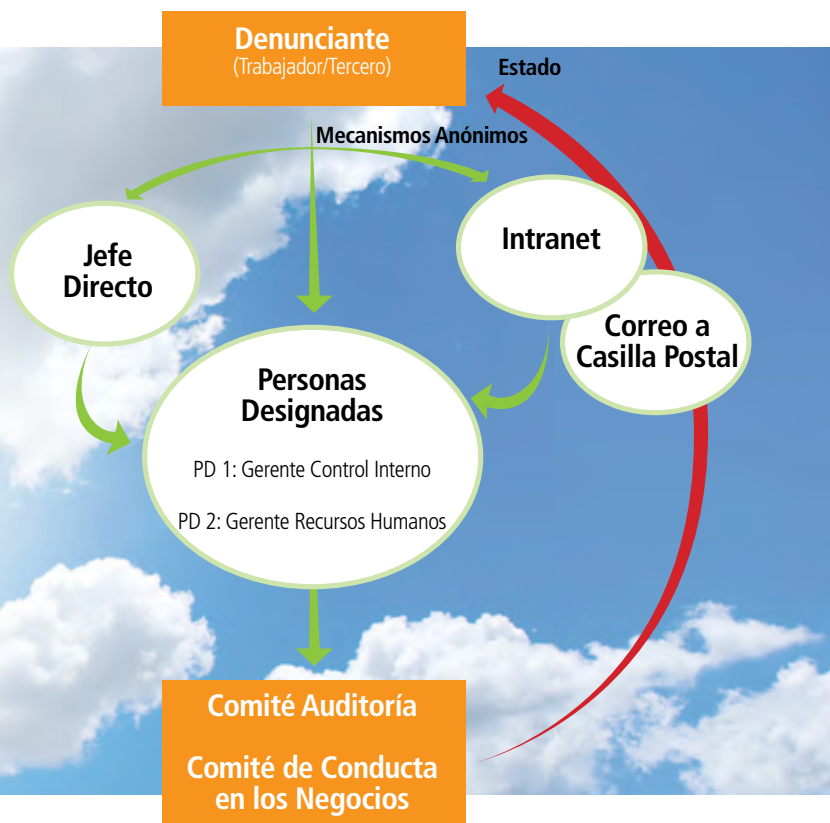 Denunciante
(Trabajador/Tercero)
Estado
Mecanismos Anónimos
Jefe
Directo
Intranet
Correo a
Casilla Postal
Personas
Designadas
PD 1: Gerente Control Interno
PD 2: Gerente Recursos Humanos
Comité Auditoría
Comité de Conducta
en los Negocios